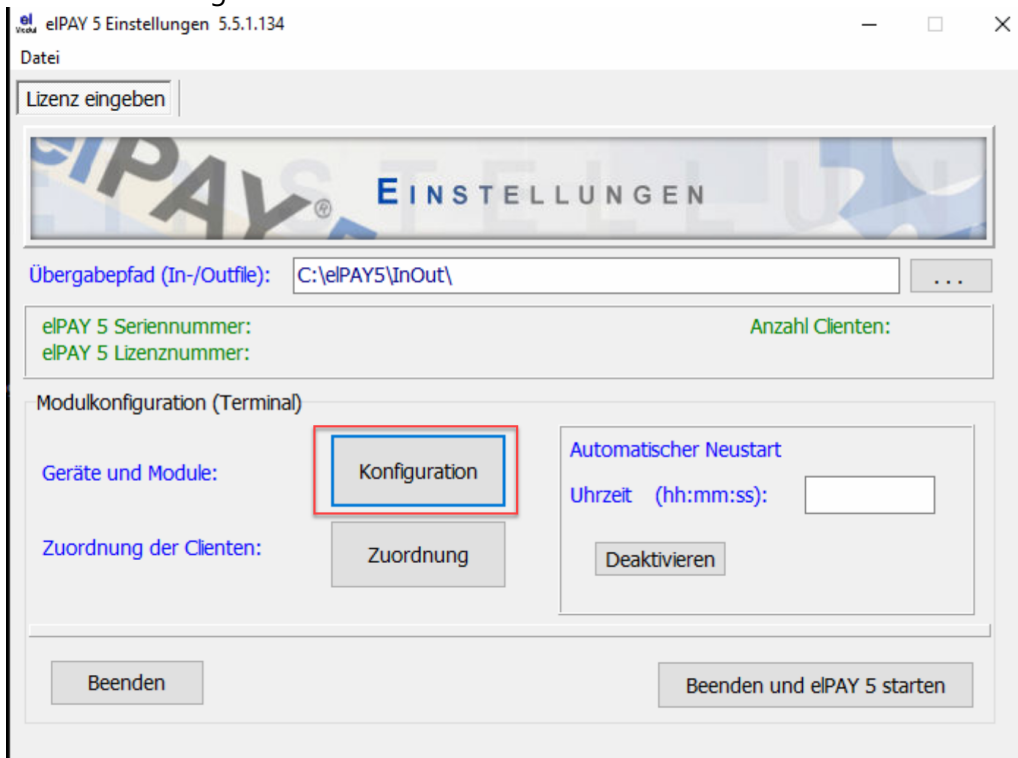 elPAY 5 Einstellungen 5.5.1.134
Datei
Lizenz eingeben
elPAY® EINSTELLUNGEN
Übergabepfad (In-/Outfile): C:\elPAY5\InOut\ ...
elPAY 5 Seriennummer: Anzahl Clienten:
elPAY 5 Lizenznummer:
Modulkonfiguration (Terminal)
Geräte und Module: Konfiguration
Automatischer Neustart
Uhrzeit (hh:mm:ss):
Zuordnung der Clienten: Zuordnung
Deaktivieren
Beenden Beenden und elPAY 5 starten